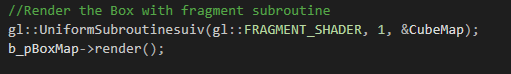 //Render the Box with fragment subroutine
gl::UniformSubroutinesuiv(gl::FRAGMENT_SHADER, 1, &CubeMap);
b_pBoxMap->render();